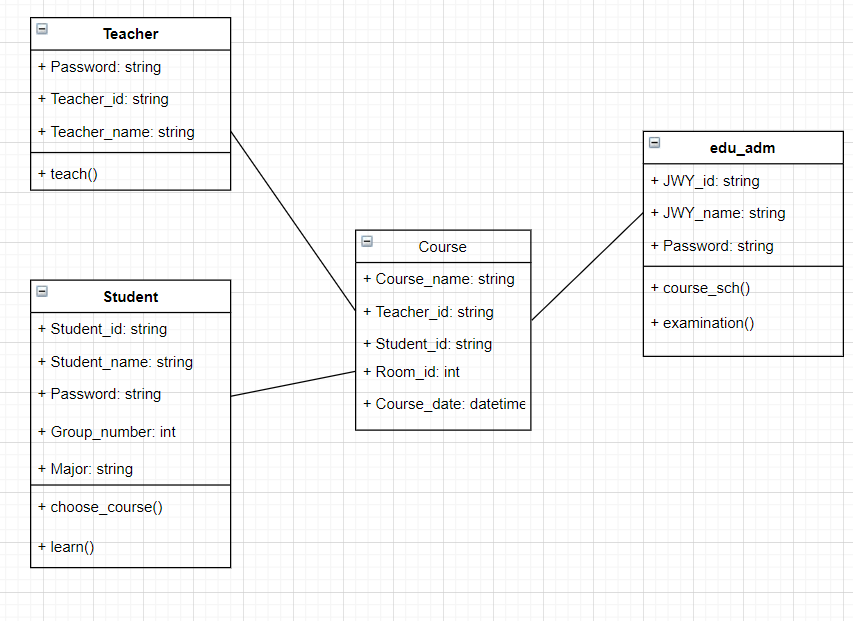 Teacher
+ Password: string
+ Teacher_id: string
+ Teacher_name: string
+ teach()
Student
+ Student_id: string
+ Student_name: string
+ Password: string
+ Group_number: int
+ Major: string
+ choose_course()
+ learn()
Course
+ Course_name: string
+ Teacher_id: string
+ Student_id: string
+ Room_id: int
+ Course_date: datetime
edu_adm
+ JWY_id: string
+ JWY_name: string
+ Password: string
+ course_sch()
+ examination()